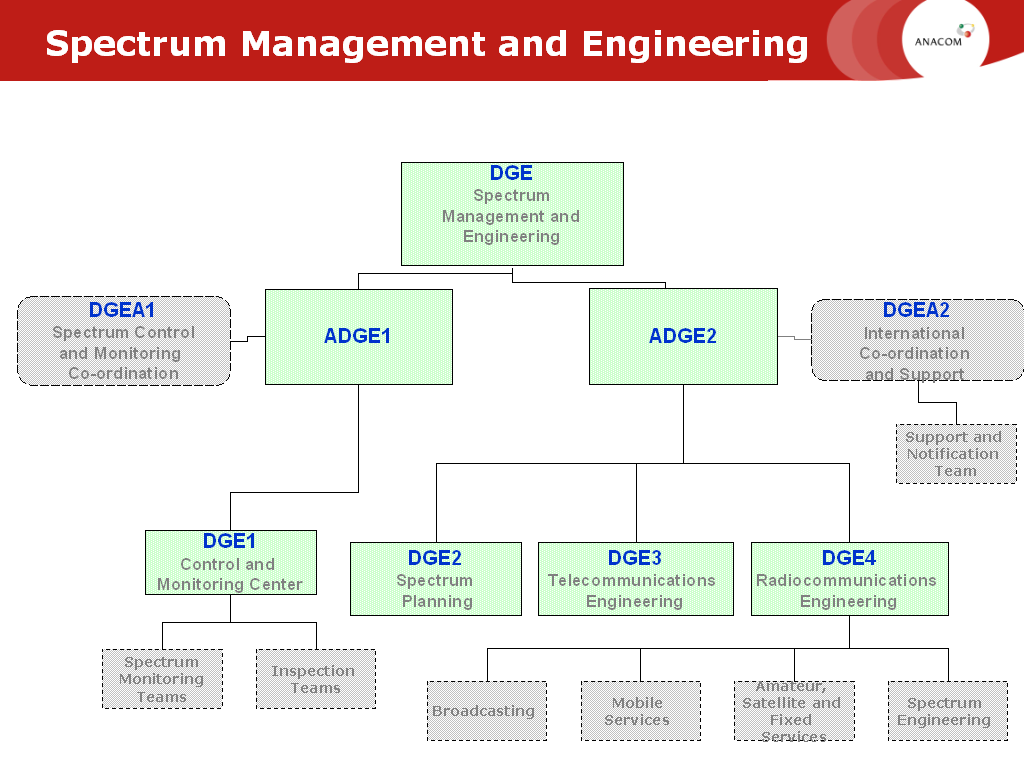 Spectrum Management and Engineering
ANACOM
DGE
Spectrum
Management and
Engineering
DGEA1
Spectrum Control
and Monitoring
Co-ordination
ADGE1
ADGE2
DGEA2
International
Co-ordination
and Support
Support and
Notification
Team
DGE1
Control and
Monitoring Center
DGE2
Spectrum
Planning
DGE3
Telecommunications
Engineering
DGE4
Radiocommunications
Engineering
Spectrum
Monitoring
Teams
Inspection
Teams
Broadcasting
Mobile
Services
Amateur,
Satellite and
Fixed
Services
Spectrum
Engineering